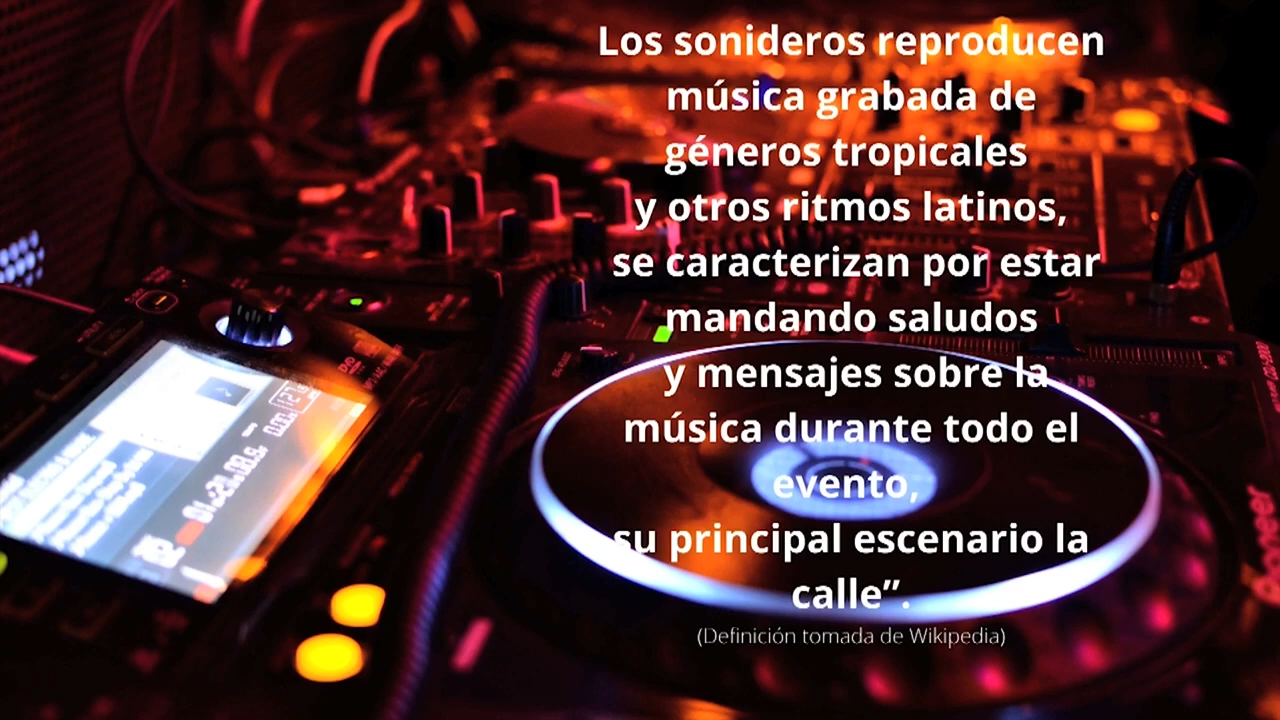 Los sonideros reproducen
música grabada de
géneros tropicales
y otros ritmos latinos,
se caracterizan por estar
mandando saludos
y mensajes sobre la
música durante todo el
evento,
su principal escenario la
calle”.
(Definición tomada de Wikipedia)
Pioneer